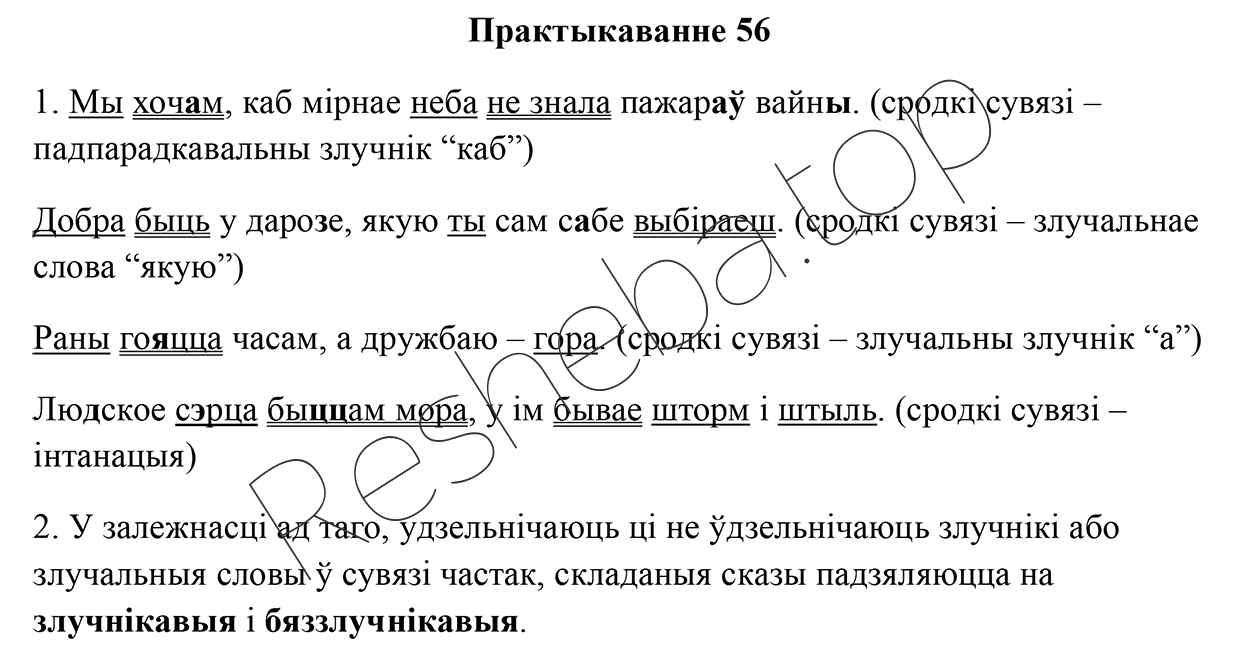 Практыкаванне 56
1. Мы хочам, каб мірнае неба не знала пажараў вайны. (сродкі сувязі –
падпарадкавальны злучнік “каб”)
Добра быць у дарозе, якую ты сам сабе выбіраеш. (сродкі сувязі – злучальнае
слова “якую”)
Раны гояцца часам, а дружбаю – гора. (сродкі сувязі – злучальны злучнік “а”)
Людское сэрца быццам мора, у ім бывае шторм і штыль. (сродкі сувязі –
інтанацыя)
2. У залежнасці ад таго, удзельнічаюць ці не ўдзельнічаюць злучнікі або
злучальныя словы ў сувязі частак, складаныя сказы падзяляюцца на
злучнікавыя і бяззлучнікавыя.
Resheba.top